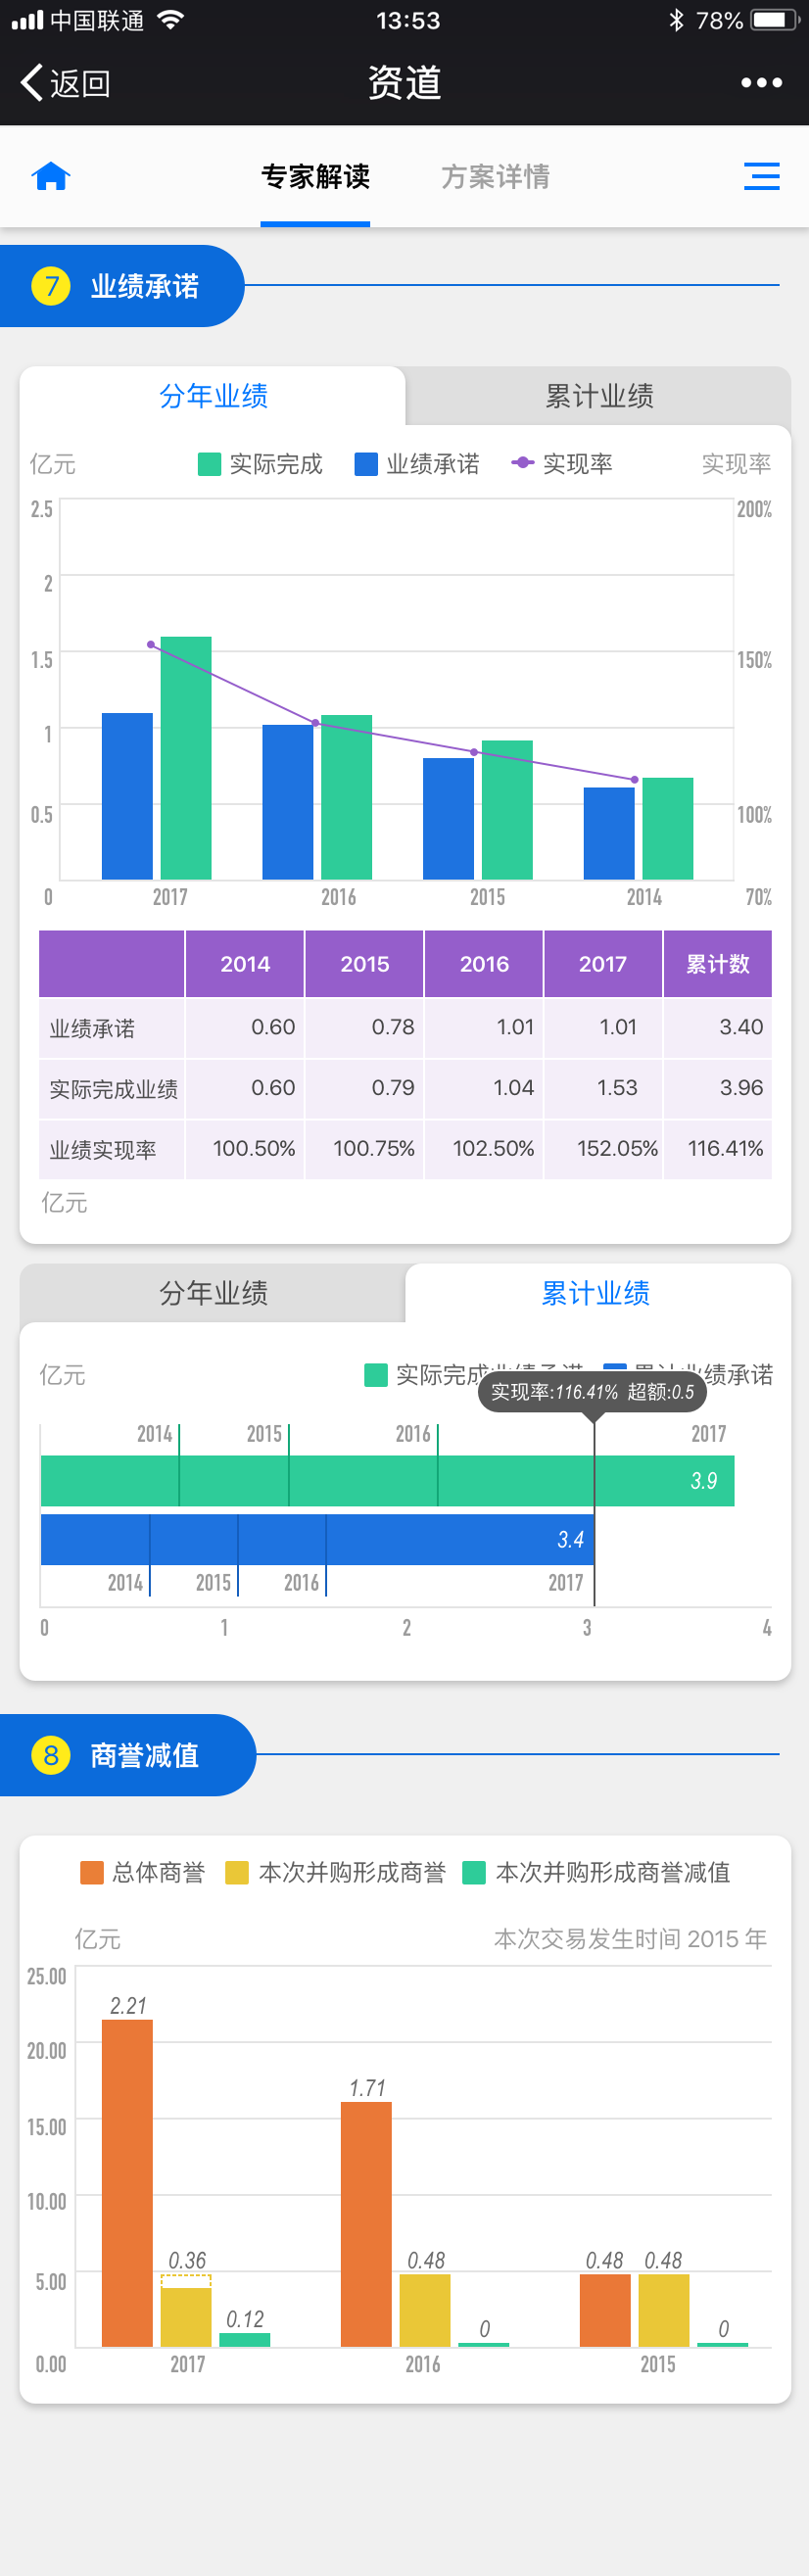 中国联通 13:53 78%
返回 资道
专家解读 方案详情
7 业绩承诺
分年业绩 累计业绩
亿元 实际完成 业绩承诺 实现率 实现率
2.5 200%
2
1.5 150%
1
0.5 100%
0 2017 2016 2015 2014 70%
2014 2015 2016 2017 累计数
业绩承诺 0.60 0.78 1.01 1.01 3.40
实际完成业绩 0.60 0.79 1.04 1.53 3.96
业绩实现率 100.50% 100.75% 102.50% 152.05% 116.41%
亿元
分年业绩 累计业绩
亿元 实际完成业绩承诺 累计业绩承诺
实现率:116.41% 超额:0.5
2014 2015 2016 2017
3.9
3.4
2014 2015 2016 2017
0 1 2 3 4
8 商誉减值
总体商誉 本次并购形成商誉 本次并购形成商誉减值
亿元 本次交易发生时间 2015 年
25.00
2.21
20.00
1.71
15.00
10.00
0.36 0.48 0.48 0.48
5.00
0.12 0 0
0.00 2017 2016 2015